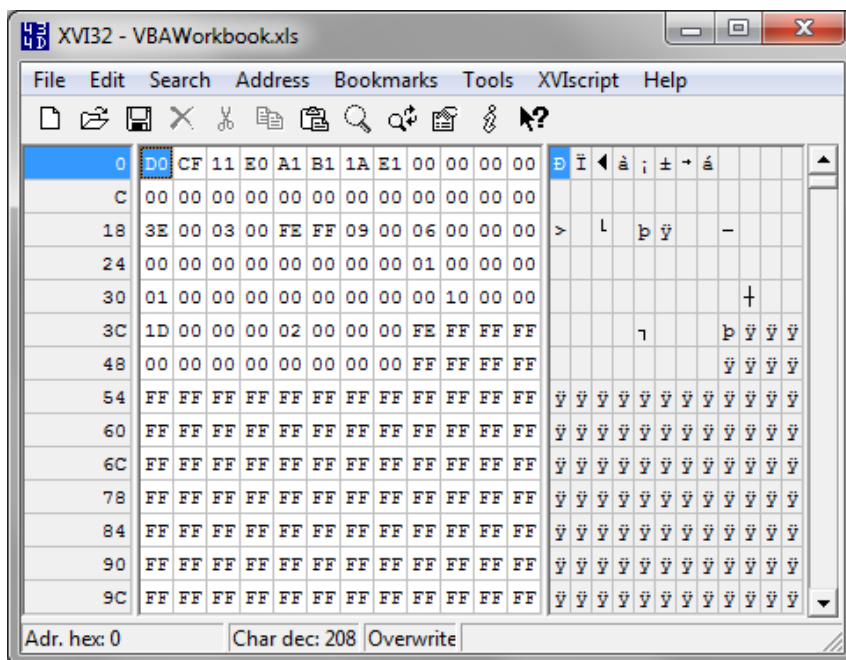 XVI32 - VBAWorkbook.xls
File Edit Search Address Bookmarks Tools XVIscript Help
0 D0 CF 11 E0 A1 B1 1A E1 00 00 00 00 Ð Ï ◄ à ¡ ± → á
C 00 00 00 00 00 00 00 00 00 00 00 00
18 3E 00 03 00 FE FF 09 00 06 00 00 00 > └ þ ÿ −
24 00 00 00 00 00 00 00 00 01 00 00 00
30 01 00 00 00 00 00 00 00 00 10 00 00 ┼
3C 1D 00 00 00 02 00 00 00 FE FF FF FF ┐ þ ÿ ÿ ÿ
48 00 00 00 00 00 00 00 00 FF FF FF FF ÿ ÿ ÿ ÿ
54 FF FF FF FF FF FF FF FF FF FF FF FF ÿ ÿ ÿ ÿ ÿ ÿ ÿ ÿ ÿ ÿ ÿ ÿ
60 FF FF FF FF FF FF FF FF FF FF FF FF ÿ ÿ ÿ ÿ ÿ ÿ ÿ ÿ ÿ ÿ ÿ ÿ
6C FF FF FF FF FF FF FF FF FF FF FF FF ÿ ÿ ÿ ÿ ÿ ÿ ÿ ÿ ÿ ÿ ÿ ÿ
78 FF FF FF FF FF FF FF FF FF FF FF FF ÿ ÿ ÿ ÿ ÿ ÿ ÿ ÿ ÿ ÿ ÿ ÿ
84 FF FF FF FF FF FF FF FF FF FF FF FF ÿ ÿ ÿ ÿ ÿ ÿ ÿ ÿ ÿ ÿ ÿ ÿ
90 FF FF FF FF FF FF FF FF FF FF FF FF ÿ ÿ ÿ ÿ ÿ ÿ ÿ ÿ ÿ ÿ ÿ ÿ
9C FF FF FF FF FF FF FF FF FF FF FF FF ÿ ÿ ÿ ÿ ÿ ÿ ÿ ÿ ÿ ÿ ÿ ÿ
Adr. hex: 0 Char dec: 208 Overwrite